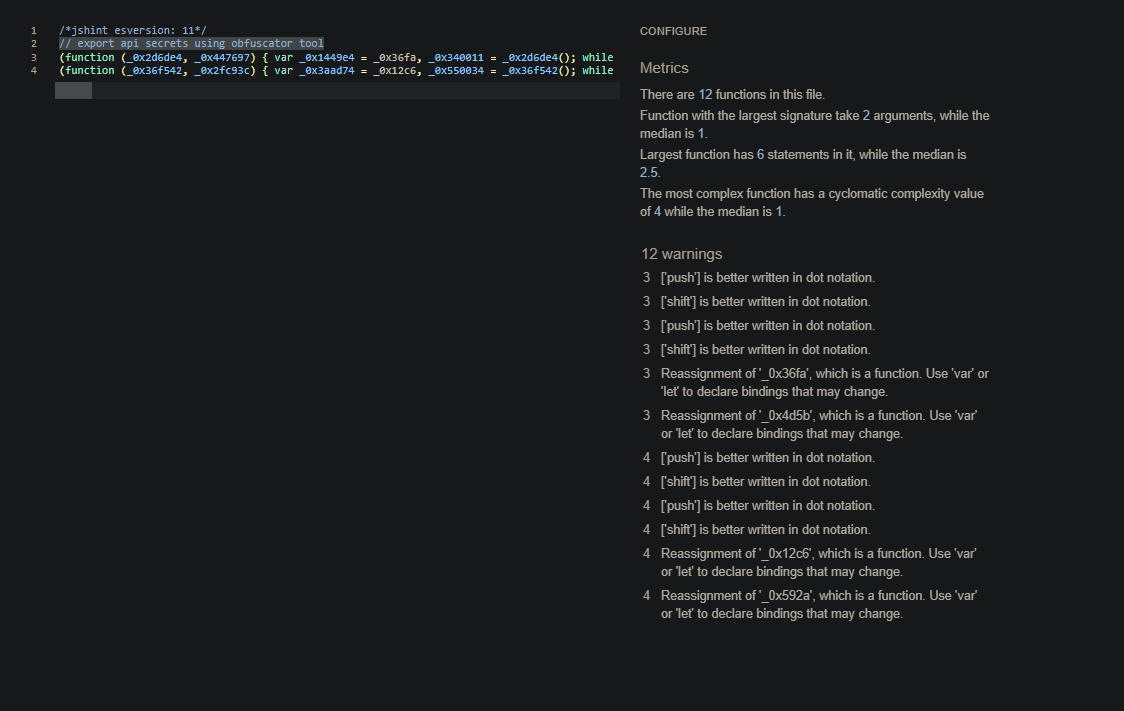 1 /*jshint esversion: 11*/
2 // export api secrets using obfuscator tool
3 (function (_0x2d6de4, _0x447697) { var _0x1449e4 = _0x36fa, _0x340011 = _0x2d6de4(); while
4 (function (_0x36f542, _0x2fc93c) { var _0x3aad74 = _0x12c6, _0x550034 = _0x36f542(); while
CONFIGURE
Metrics
There are 12 functions in this file.
Function with the largest signature take 2 arguments, while the
median is 1.
Largest function has 6 statements in it, while the median is
2.5.
The most complex function has a cyclomatic complexity value
of 4 while the median is 1.
12 warnings
3 ['push'] is better written in dot notation.
3 ['shift'] is better written in dot notation.
3 ['push'] is better written in dot notation.
3 ['shift'] is better written in dot notation.
3 Reassignment of '_0x36fa', which is a function. Use 'var' or
'let' to declare bindings that may change.
3 Reassignment of '_0x4d5b', which is a function. Use 'var'
or 'let' to declare bindings that may change.
4 ['push'] is better written in dot notation.
4 ['shift'] is better written in dot notation.
4 ['push'] is better written in dot notation.
4 ['shift'] is better written in dot notation.
4 Reassignment of '_0x12c6', which is a function. Use 'var'
or 'let' to declare bindings that may change.
4 Reassignment of '_0x592a', which is a function. Use 'var'
or 'let' to declare bindings that may change.